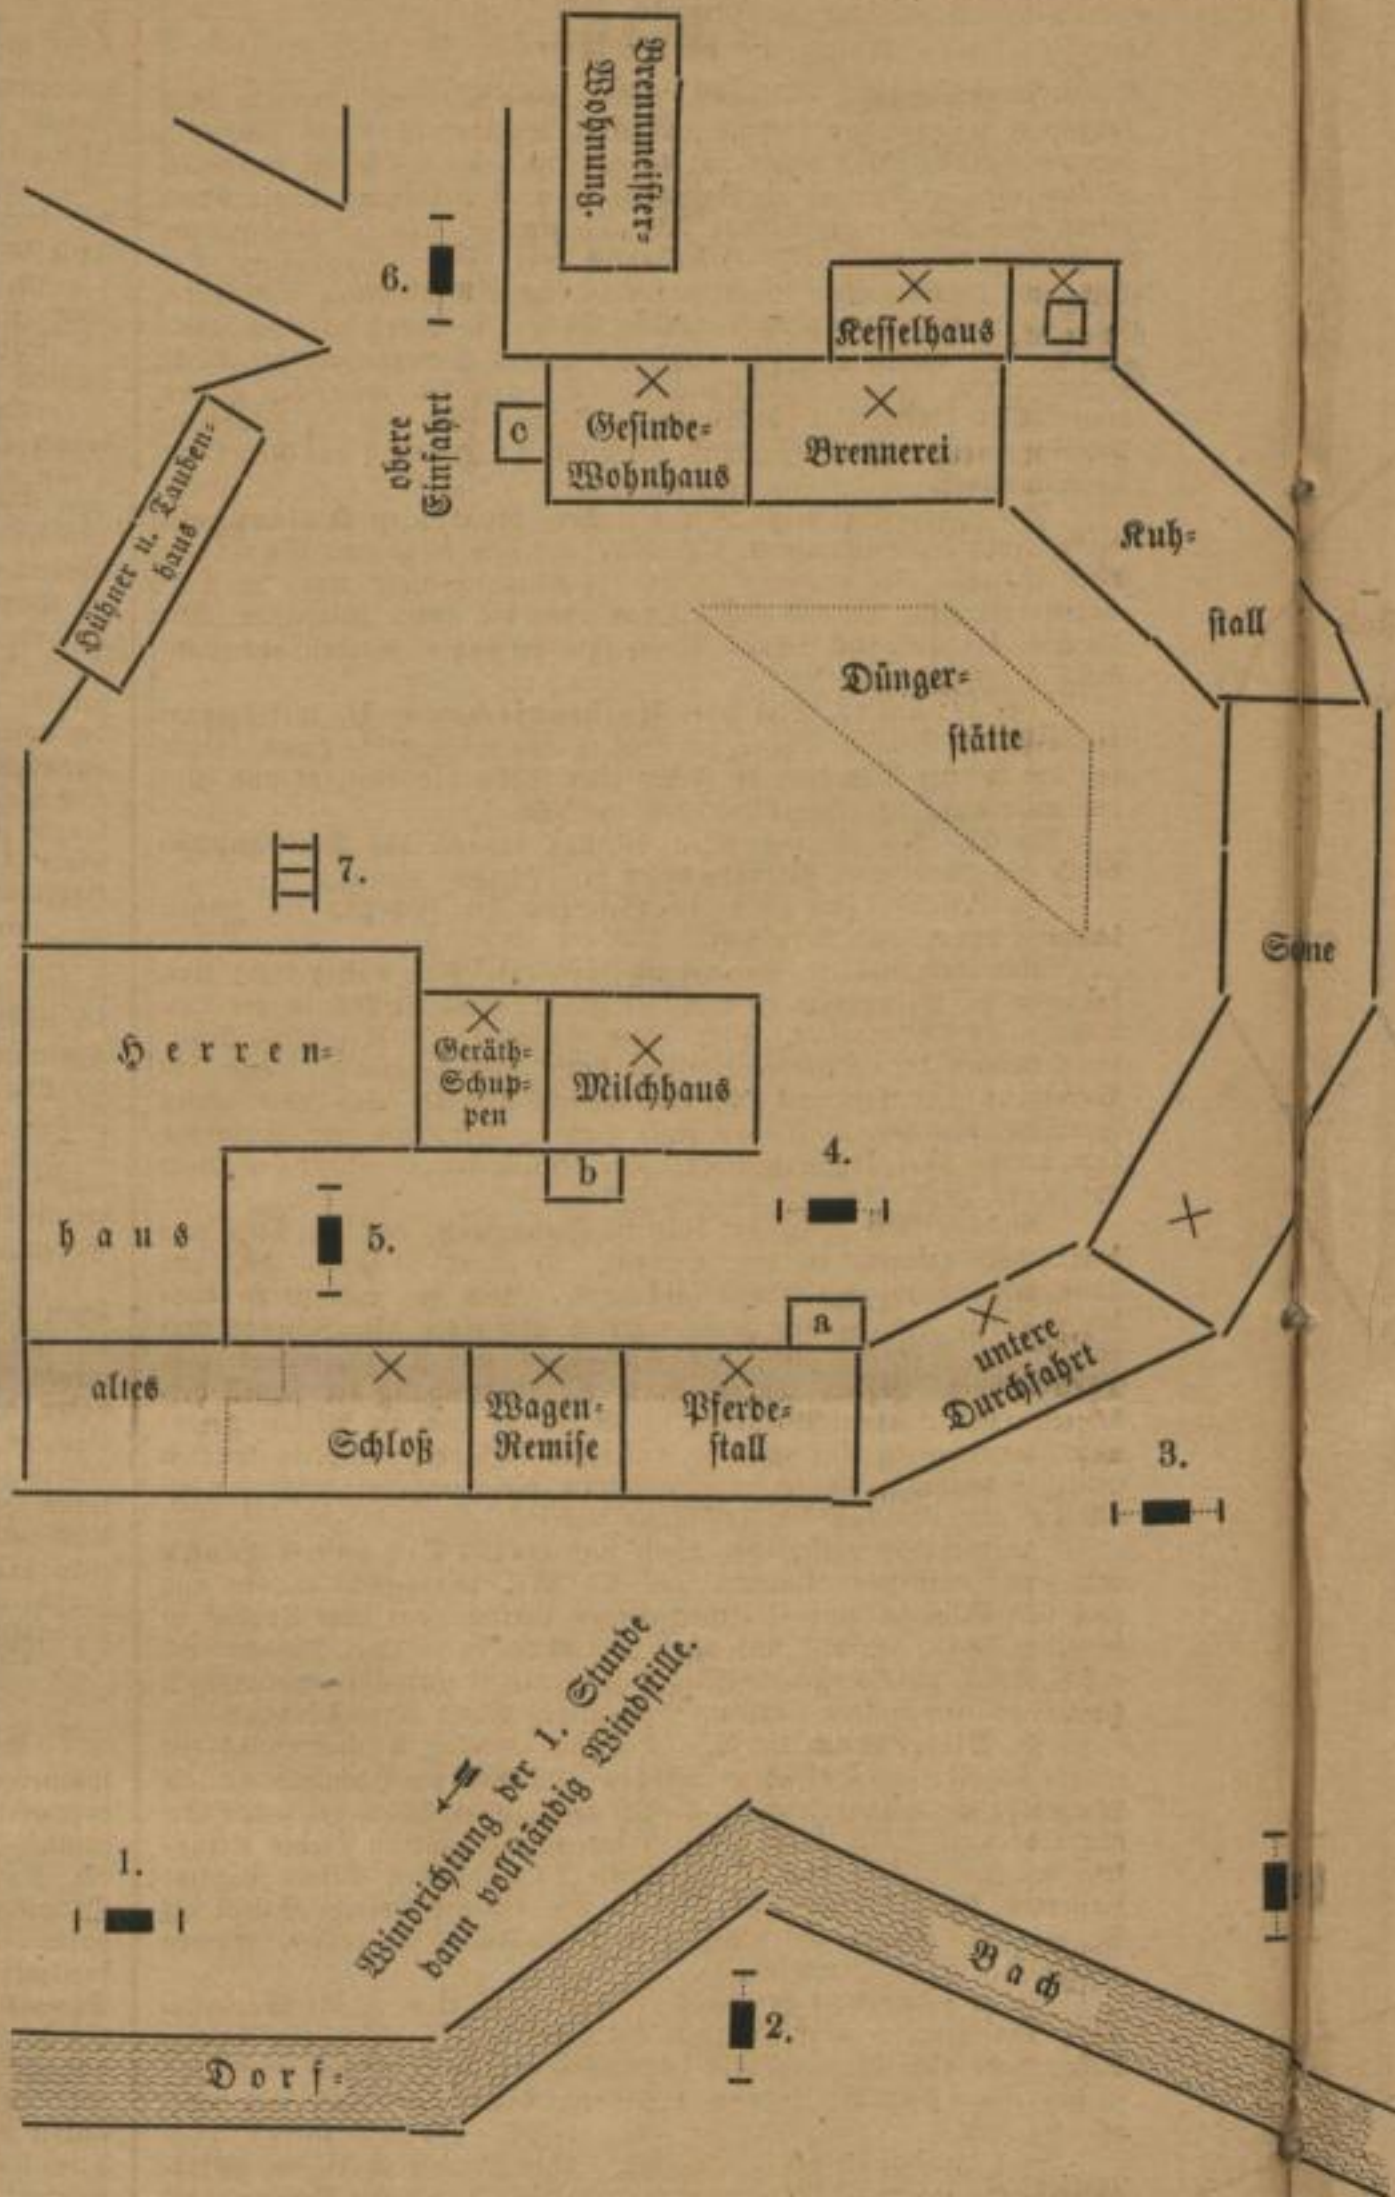 Brennmeister-
Wohnung.
6.
Kesselhaus
obere
Einfahrt
c
Gesinde-
Wohnhaus
Brennerei
Hühner u. Tauben-
haus
Kuh-
stall
Dünger-
stätte
7.
Herren-
haus
Geräth-
Schup-
pen
Milchhaus
b
4.
5.
a
untere
Durchfahrt
altes
Schloß
Wagen-
Remise
Pferde-
stall
3.
Windrichtung der 1. Stunde
dann vollständig Windstille.
1.
2.
Dorf-
Bach